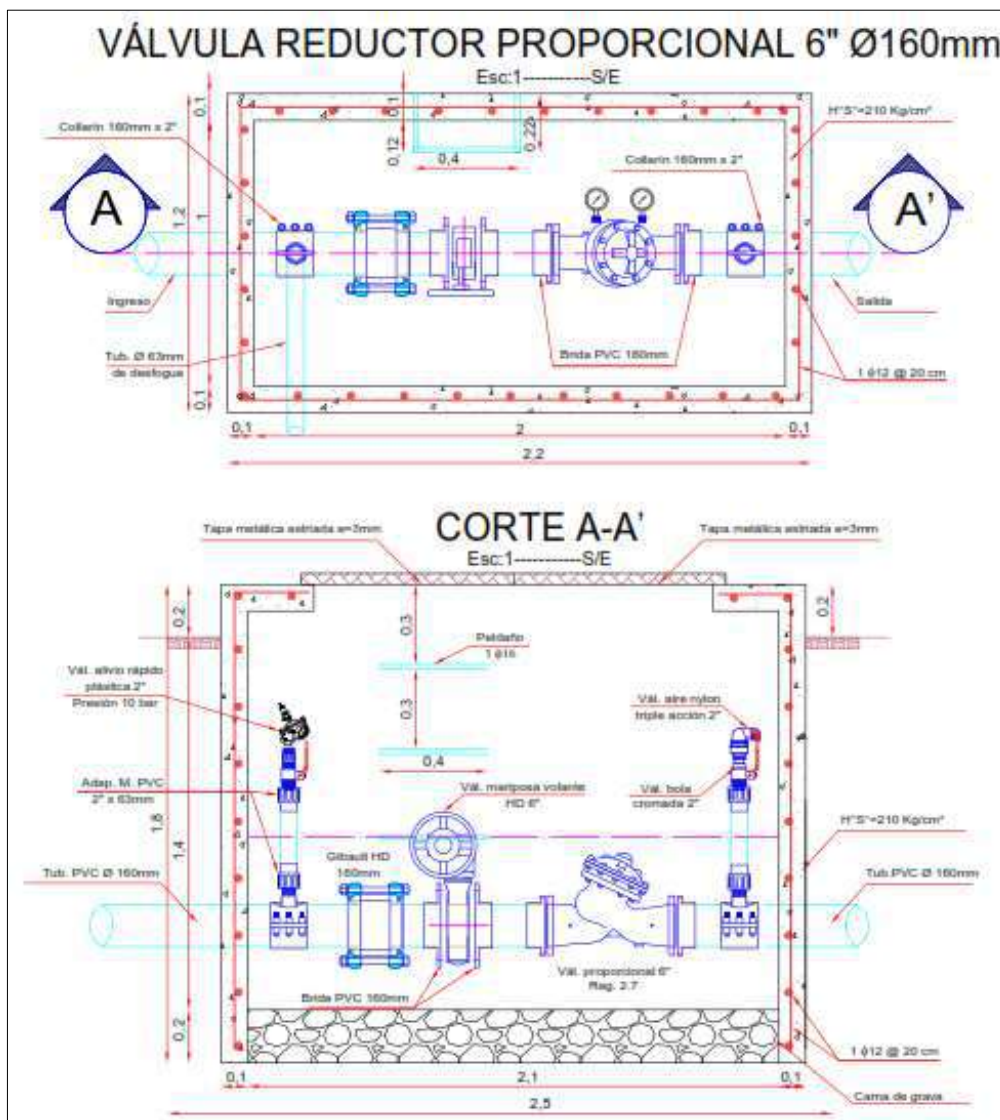 VÁLVULA REDUCTOR PROPORCIONAL 6" Ø160mm
Esc:1-----------S/E
0.1
0.1
Collarín 160mm x 2"
0,12
0,4
0,22
H°S°=210 Kg/cm²
Collarín 160mm x 2"
A
A'
1.2
1
Ingreso
Salida
Tub. Ø 63mm
de desfogue
Brida PVC 160mm
1 ϕ12 @ 20 cm
0.1
0,1
2
0,1
2,2
CORTE A-A'
Esc:1-----------S/E
Tapa metálica estriada e=3mm
Tapa metálica estriada e=3mm
0.2
0.3
0.2
Peldaño
1 ϕ16
Vál. alivio rápido
plástica 2"
Presión 10 bar
Vál. aire nylon
triple acción 2"
0.3
0,4
Adap. M. PVC
2" x 63mm
Vál. mariposa volante
HD 6"
Vál. bola
cromada 2"
1,4
H°S°=210 Kg/cm²
Gibault HD
160mm
Tub. PVC Ø 160mm
Tub.PVC Ø 160mm
Brida PVC 160mm
Vál. proporcional 6"
Rag. 2.7
0.2
1 ϕ12 @ 20 cm
0,1
2,1
0,1
Cama de grava
2,5